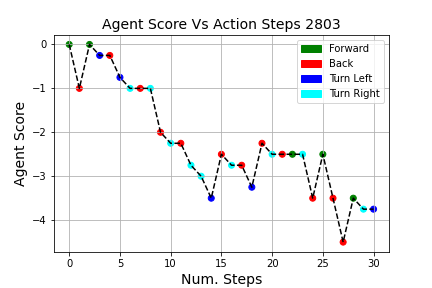 Agent Score Vs Action Steps 2803
Forward
Back
Turn Left
Turn Right
0
−1
−2
−3
−4
Agent Score
0 5 10 15 20 25 30
Num. Steps